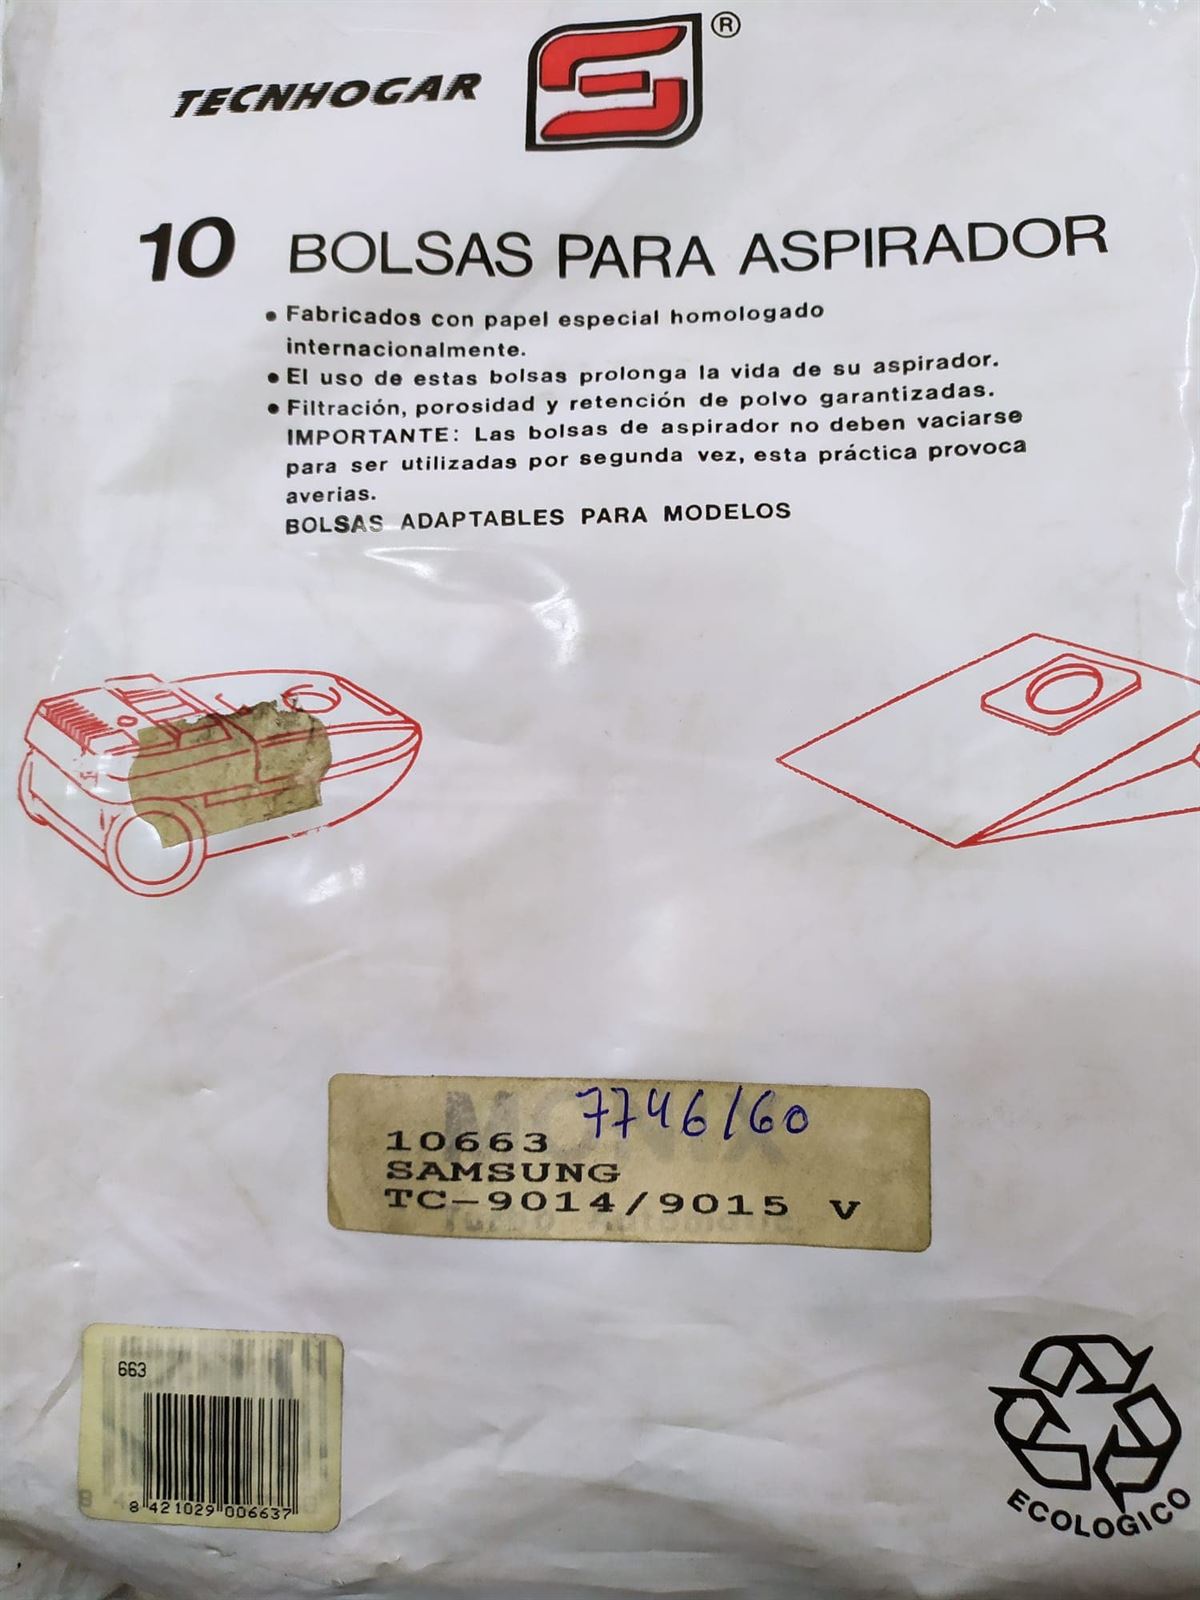 TECNHOGAR
®
10 BOLSAS PARA ASPIRADOR
• Fabricados con papel especial homologado
internacionalmente.
• El uso de estas bolsas prolonga la vida de su aspirador.
• Filtración, porosidad y retención de polvo garantizadas.
IMPORTANTE: Las bolsas de aspirador no deben vaciarse
para ser utilizadas por segunda vez, esta práctica provoca
averias.
BOLSAS ADAPTABLES PARA MODELOS
7746/60
MONIX
10663
SAMSUNG
TC-9014/9015 V
663
8 421029 006637
ECOLOGICO